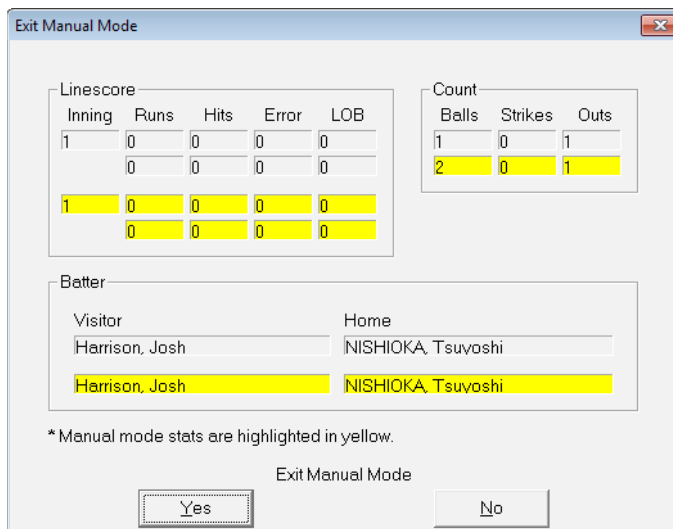 Exit Manual Mode
Linescore
Inning Runs Hits Error LOB
1 0 0 0 0
0 0 0 0
1 0 0 0 0
0 0 0 0
Count
Balls Strikes Outs
1 0 1
2 0 1
Batter
Visitor Home
Harrison, Josh NISHIOKA, Tsuyoshi
Harrison, Josh NISHIOKA, Tsuyoshi
* Manual mode stats are highlighted in yellow.
Exit Manual Mode
Yes No